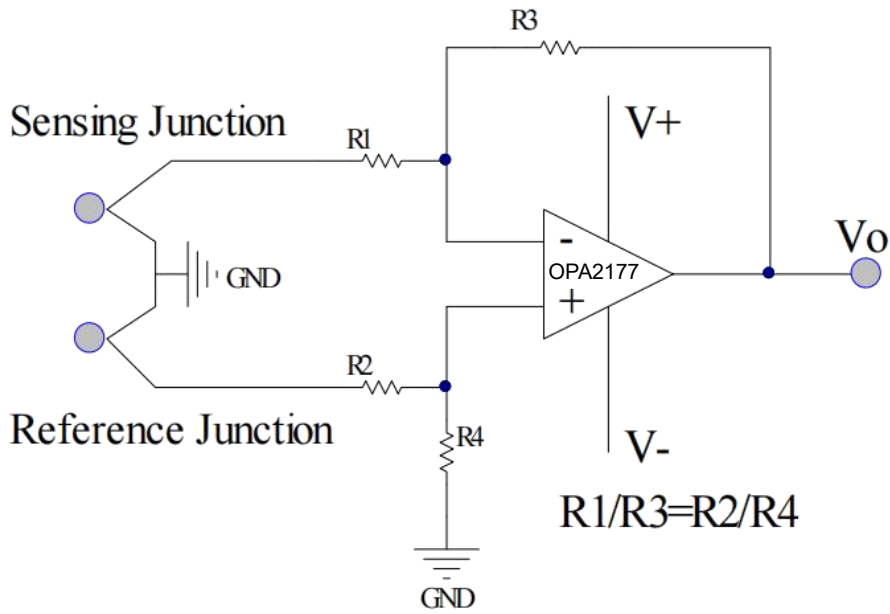 R3
Sensing Junction
R1
V+
-
OPA2177
+
Vo
GND
R2
Reference Junction
R4
V-
R1/R3=R2/R4
GND